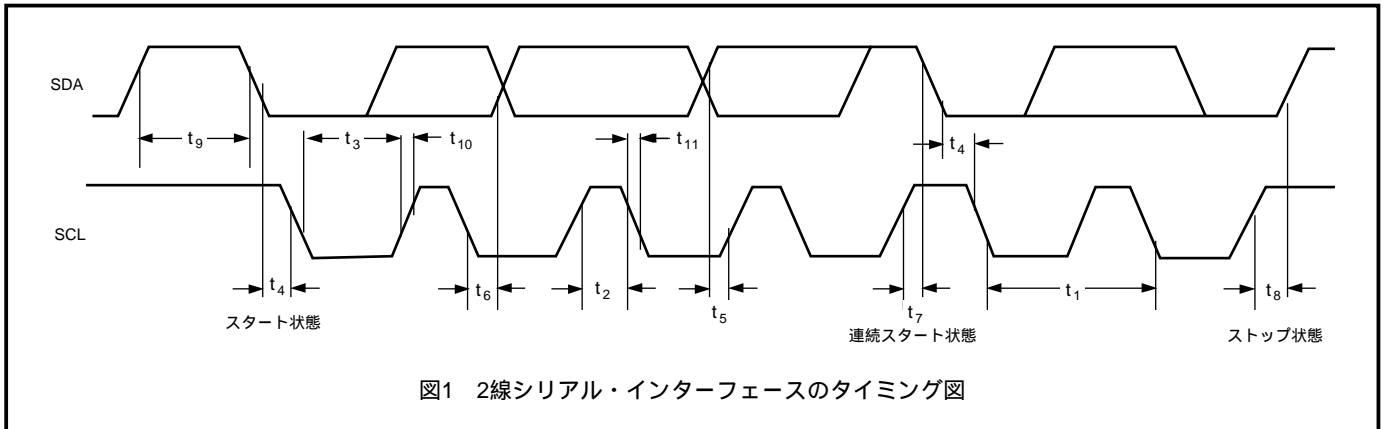 SDA
t9
t3
t10
t11
t4
SCL
t4
t6
t2
t5
t7
t1
t8
スタート状態
連続スタート状態
ストップ状態
図1 2線シリアル・インターフェースのタイミング図